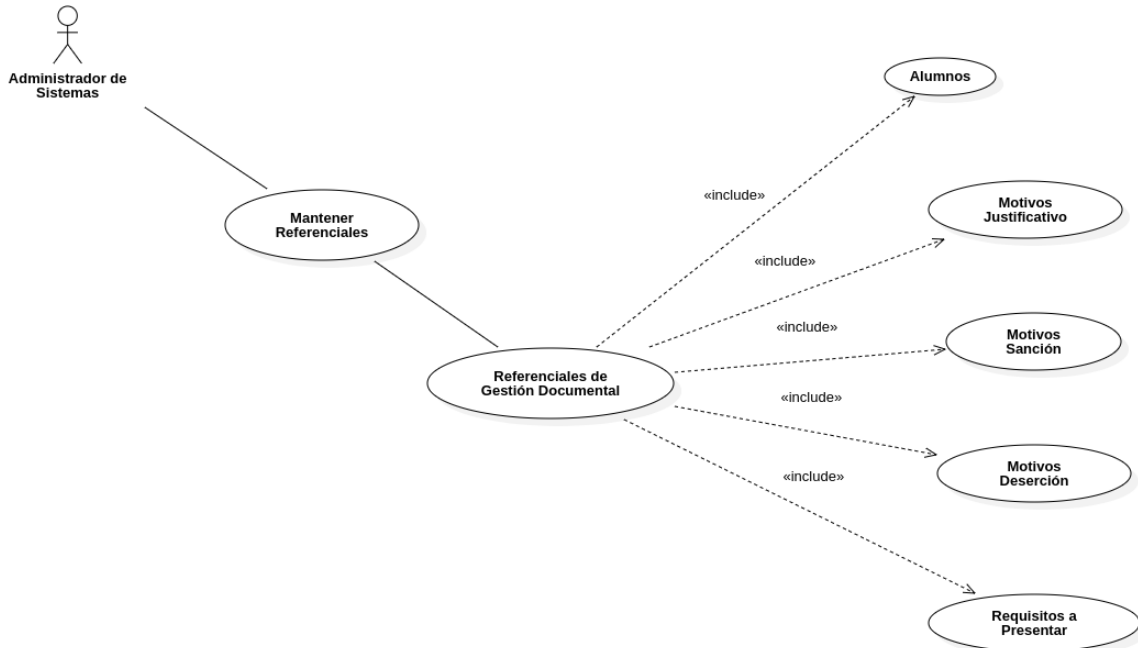 Administrador de
Sistemas
Alumnos
«include»
Motivos
Justificativo
Mantener
Referenciales
«include»
«include»
Motivos
Sanción
Referenciales de
Gestión Documental
«include»
Motivos
Deserción
«include»
Requisitos a
Presentar